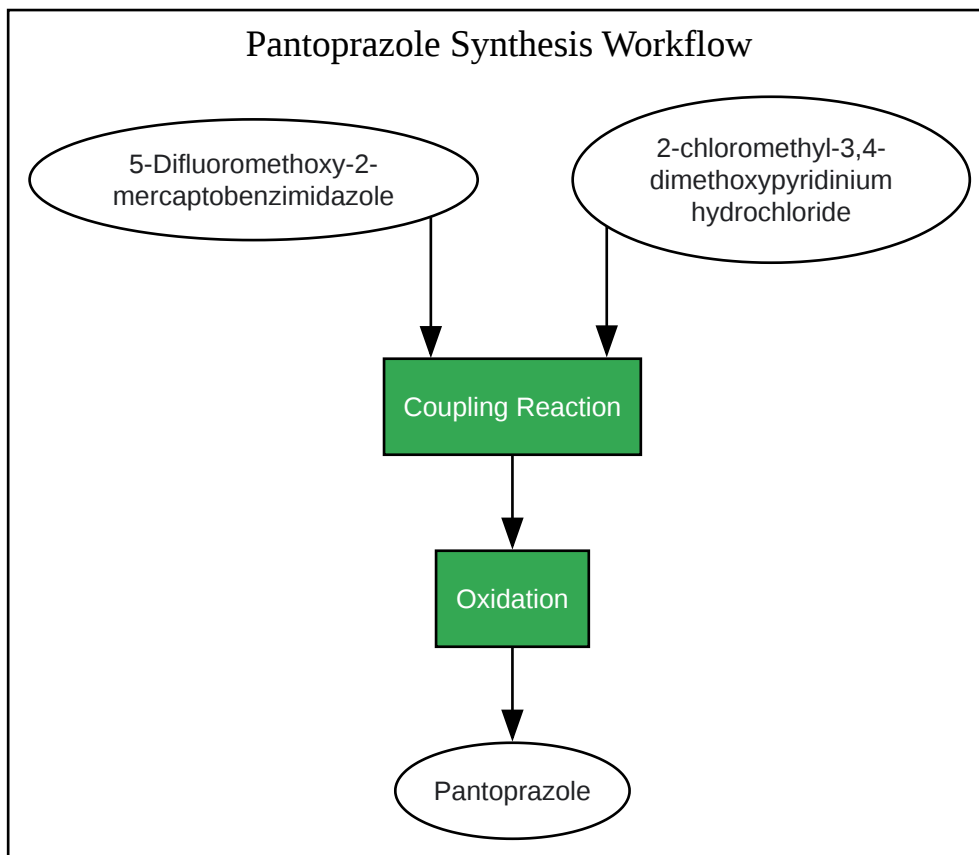 Pantoprazole Synthesis Workflow
5-Difluoromethoxy-2-
mercaptobenzimidazole
2-chloromethyl-3,4-
dimethoxypyridinium
hydrochloride
Coupling Reaction
Oxidation
Pantoprazole